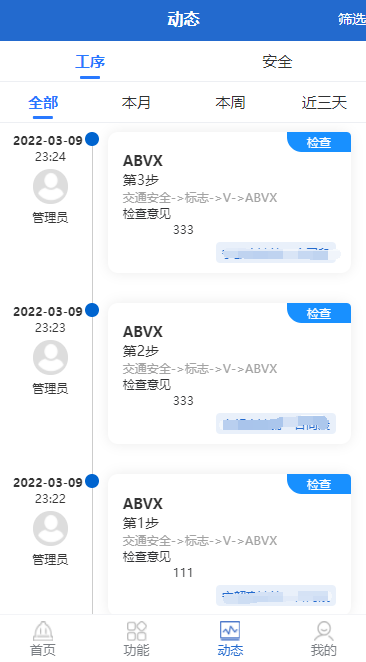 动态
筛选
工序
安全
全部
本月
本周
近三天
2022-03-09
23:24
管理员
检查
ABVX
第3步
交通安全->标志->V->ABVX
检查意见
333
2022-03-09
23:23
管理员
检查
ABVX
第2步
交通安全->标志->V->ABVX
检查意见
333
2022-03-09
23:22
管理员
检查
ABVX
第1步
交通安全->标志->V->ABVX
检查意见
111
首页
功能
动态
我的